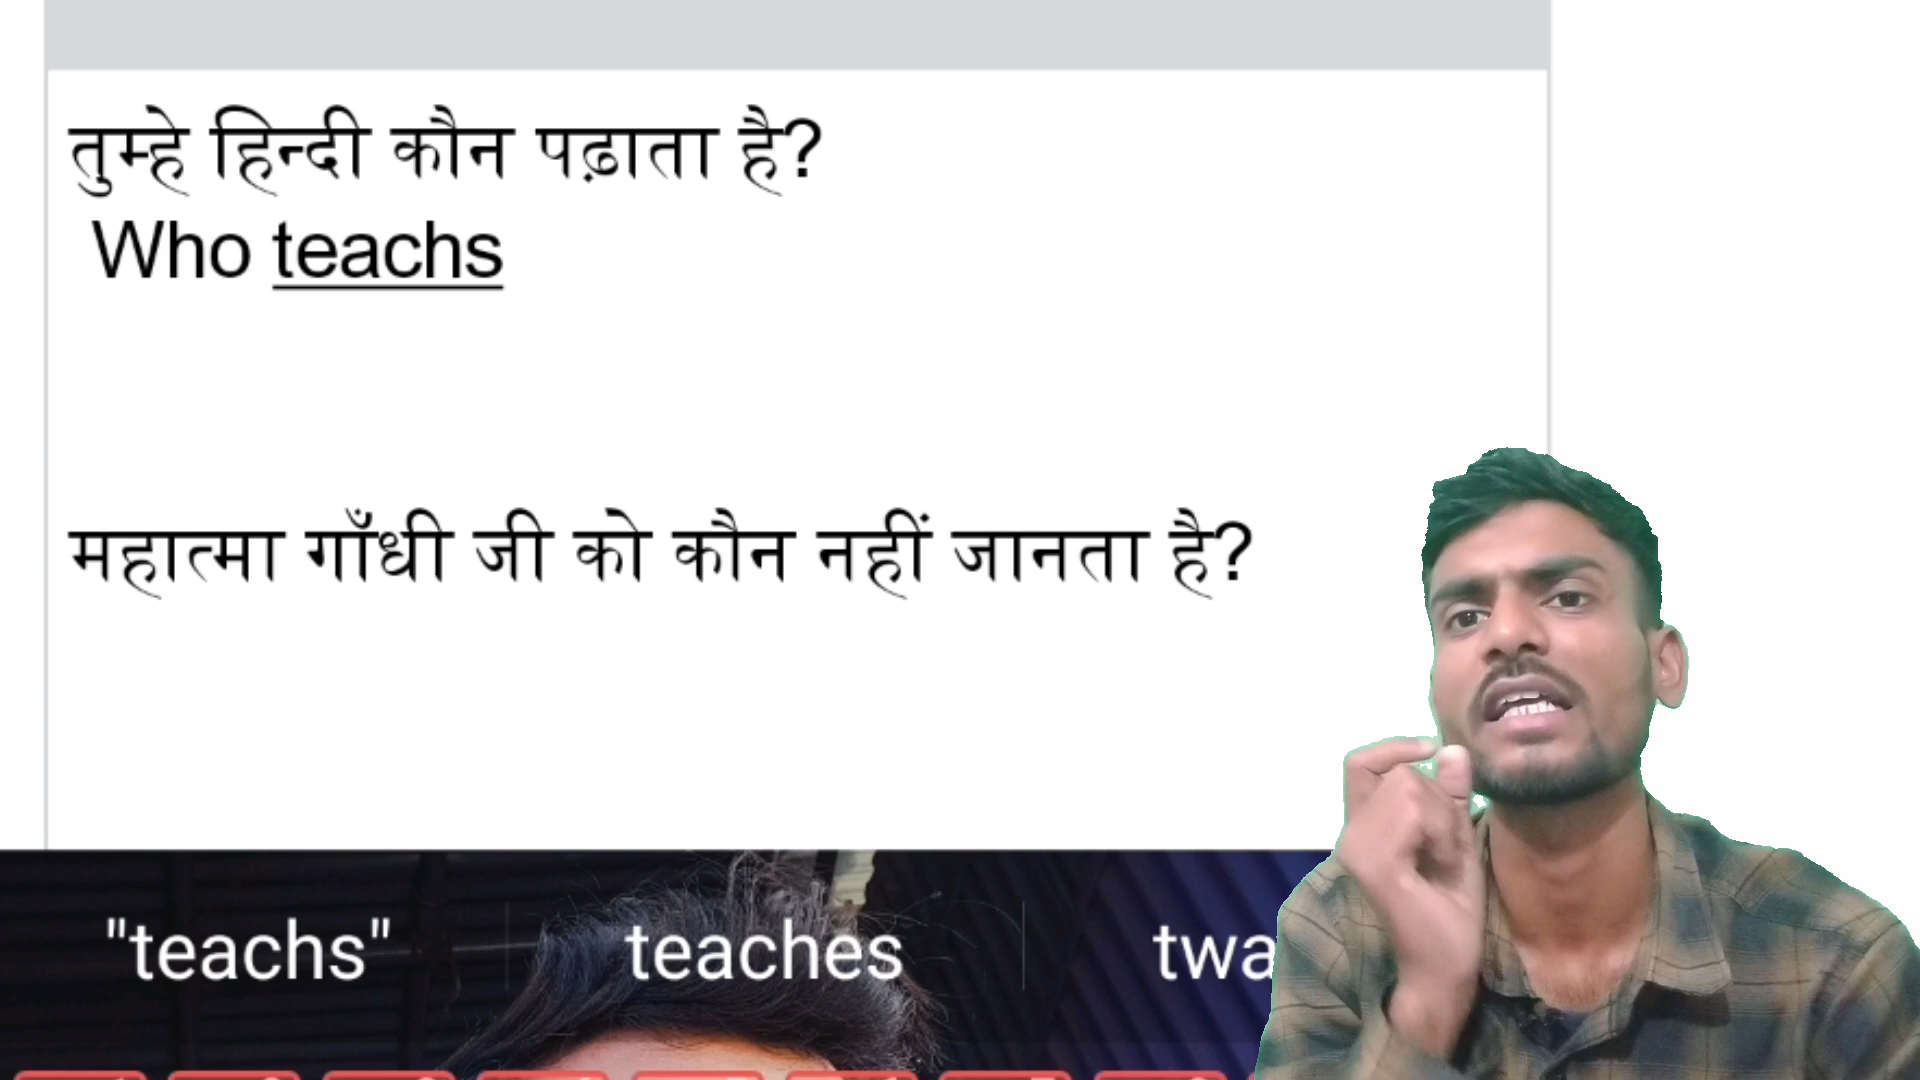 तुम्हे हिन्दी कौन पढ़ाता है?
Who teachs
महात्मा गाँधी जी को कौन नहीं जानता है?
"teachs" teaches twa